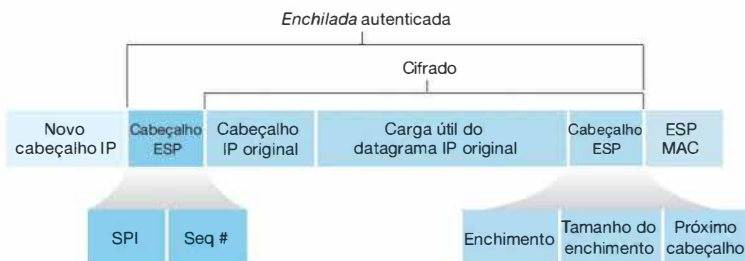 Enchilada autenticada
Cifrado
Novo
cabeçalho IP
Cabeçalho
ESP
Cabeçalho
IP original
Carga útil do
datagrama IP original
Cabeçalho
ESP
ESP
MAC
SPI
Seq #
Enchimento
Tamanho do
enchimento
Próximo
cabeçalho